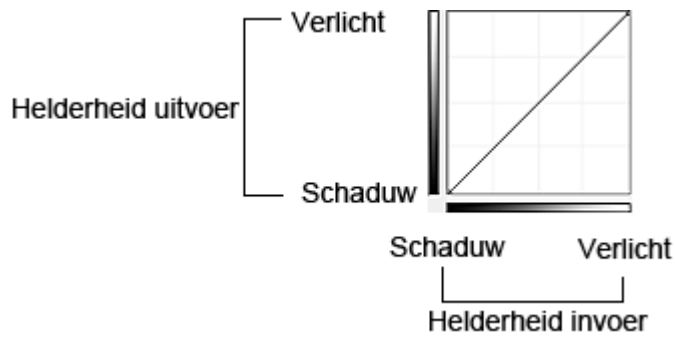 Verlicht
Helderheid uitvoer
Schaduw
Schaduw Verlicht
Helderheid invoer